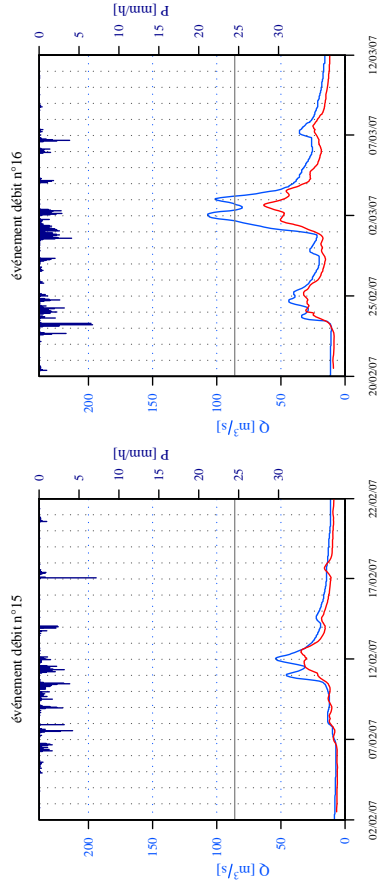 événement débit n° 15
P [mm/h]
0 5 10 15 20 25 30
Q [m³/s]
200 150 100 50 0
02/02/07 07/02/07 12/02/07 17/02/07 22/02/07
événement débit n° 16
P [mm/h]
0 5 10 15 20 25 30
Q [m³/s]
200 150 100 50 0
20/02/07 25/02/07 02/03/07 07/03/07 12/03/07